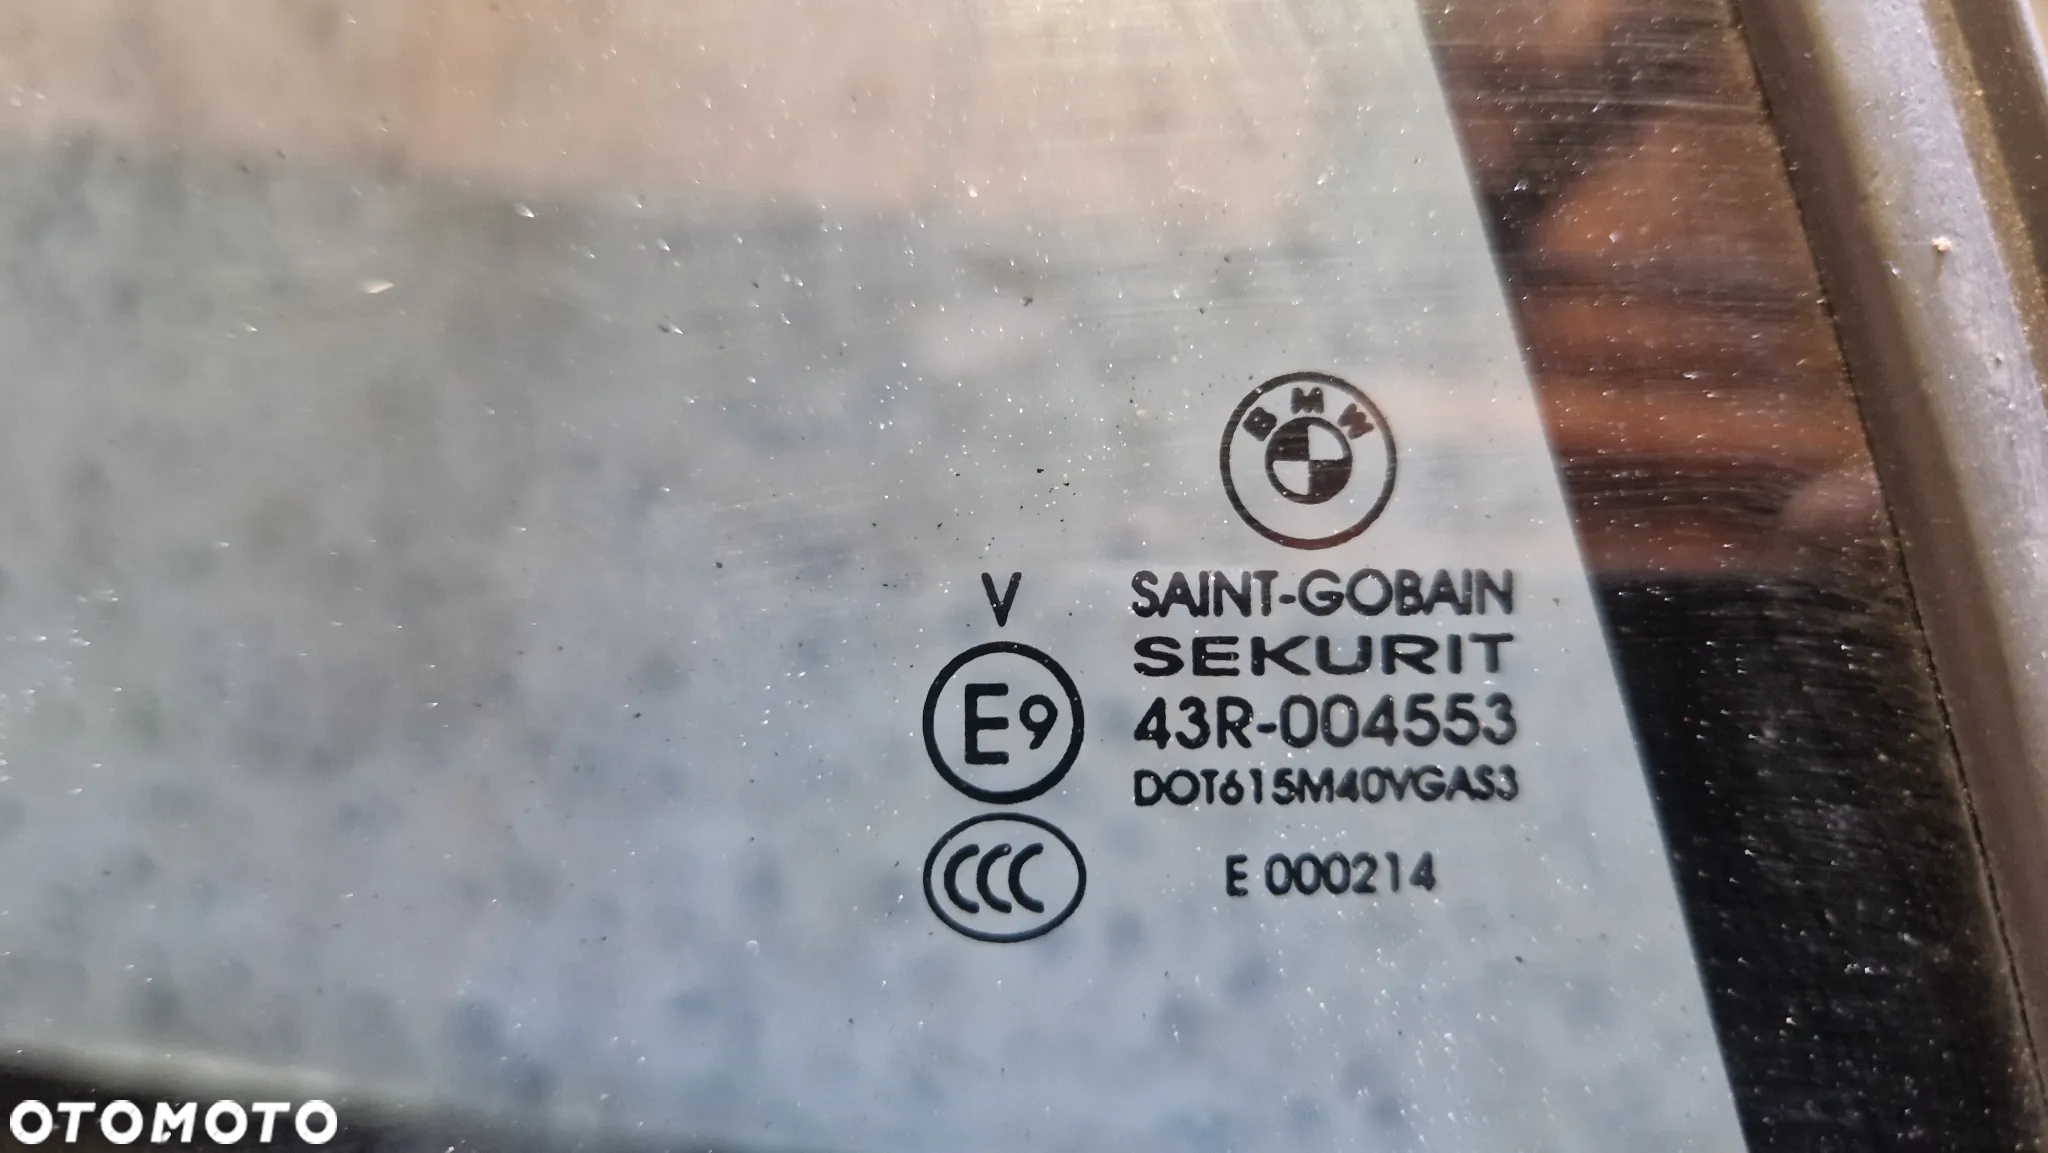 BMW
V
SAINT-GOBAIN
SEKURIT
E9
43R-004553
DOT615M40VGAS3
CCC
E 000214
OTOMOTO